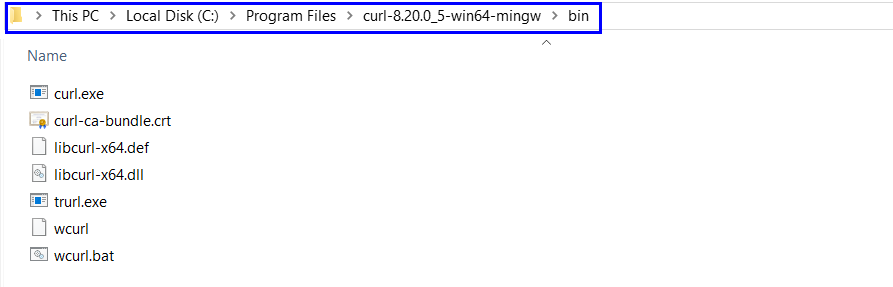 This PC > Local Disk (C:) > Program Files > curl-8.20.0_5-win64-mingw > bin
Name
curl.exe
curl-ca-bundle.crt
libcurl-x64.def
libcurl-x64.dll
trurl.exe
wcurl
wcurl.bat